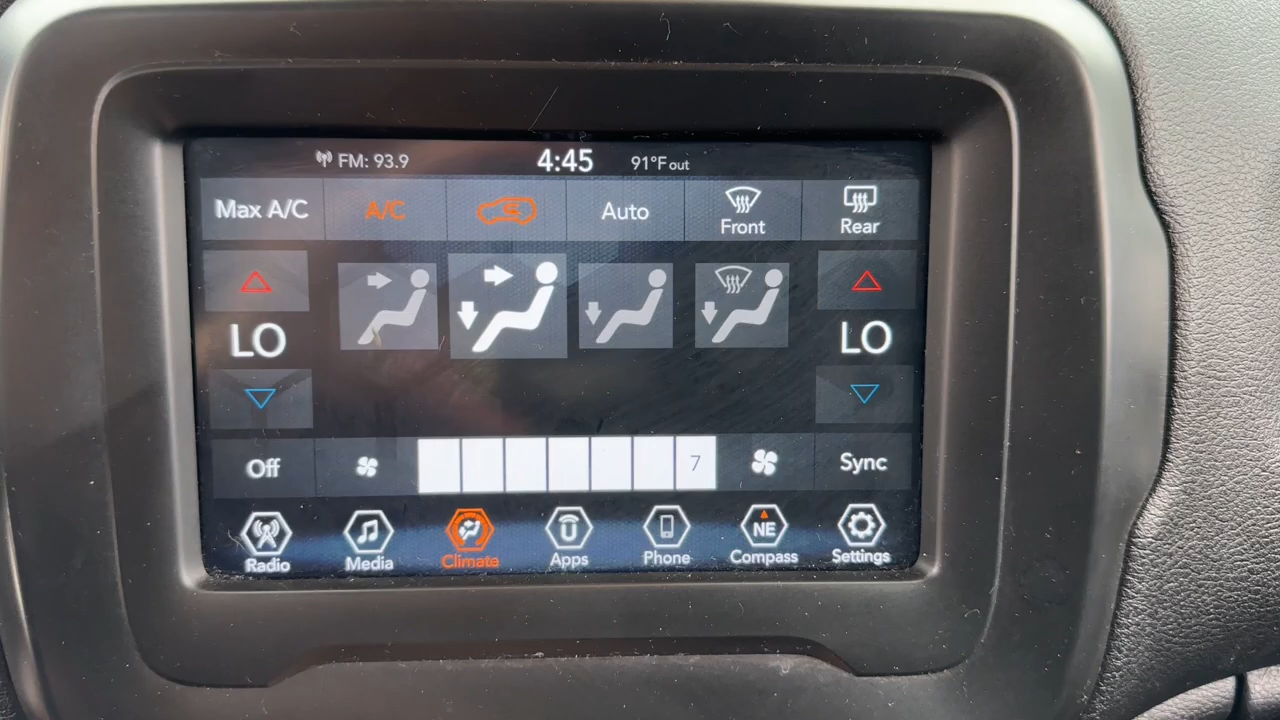 FM: 93.9 4:45 91°F out
Max A/C A/C Auto Front Rear
LO LO
Off 7 Sync
Radio Media Climate Apps Phone NE Compass Settings